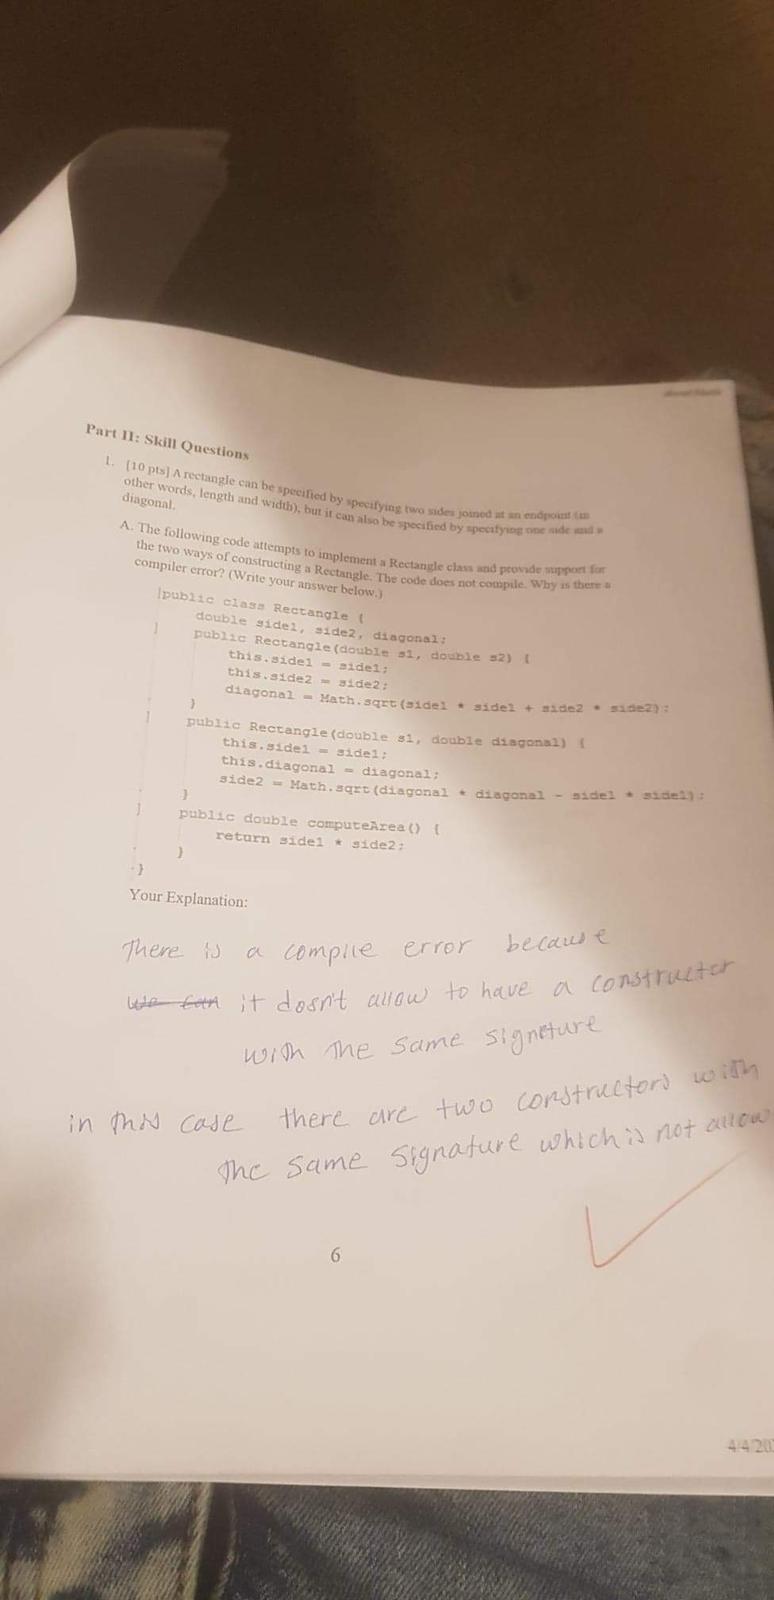 Part II: Skill Questions
1. [10 pts] A rectangle can be specified by specifying two sides joined at an endpoint (in
other words, length and width), but it can also be specified by specifying one side and a
diagonal.
A. The following code attempts to implement a Rectangle class and provide support for
the two ways of constructing a Rectangle. The code does not compile. Why is there a
compiler error? (Write your answer below.)
public class Rectangle {
double side1, side2, diagonal;
public Rectangle(double s1, double s2) {
this.side1 = side1;
this.side2 = side2;
diagonal = Math.sqrt(side1 * side1 + side2 * side2);
}
public Rectangle(double s1, double diagonal) {
this.side1 = side1;
this.diagonal = diagonal;
side2 = Math.sqrt(diagonal * diagonal - side1 * side1);
}
public double computeArea() {
return side1 * side2;
}
}
Your Explanation:
There is a compile error because
we can it dosn't allow to have a constructor
with the same signeture
in this case there are two constructors with
the same signature which is not allow
6
4/4/20